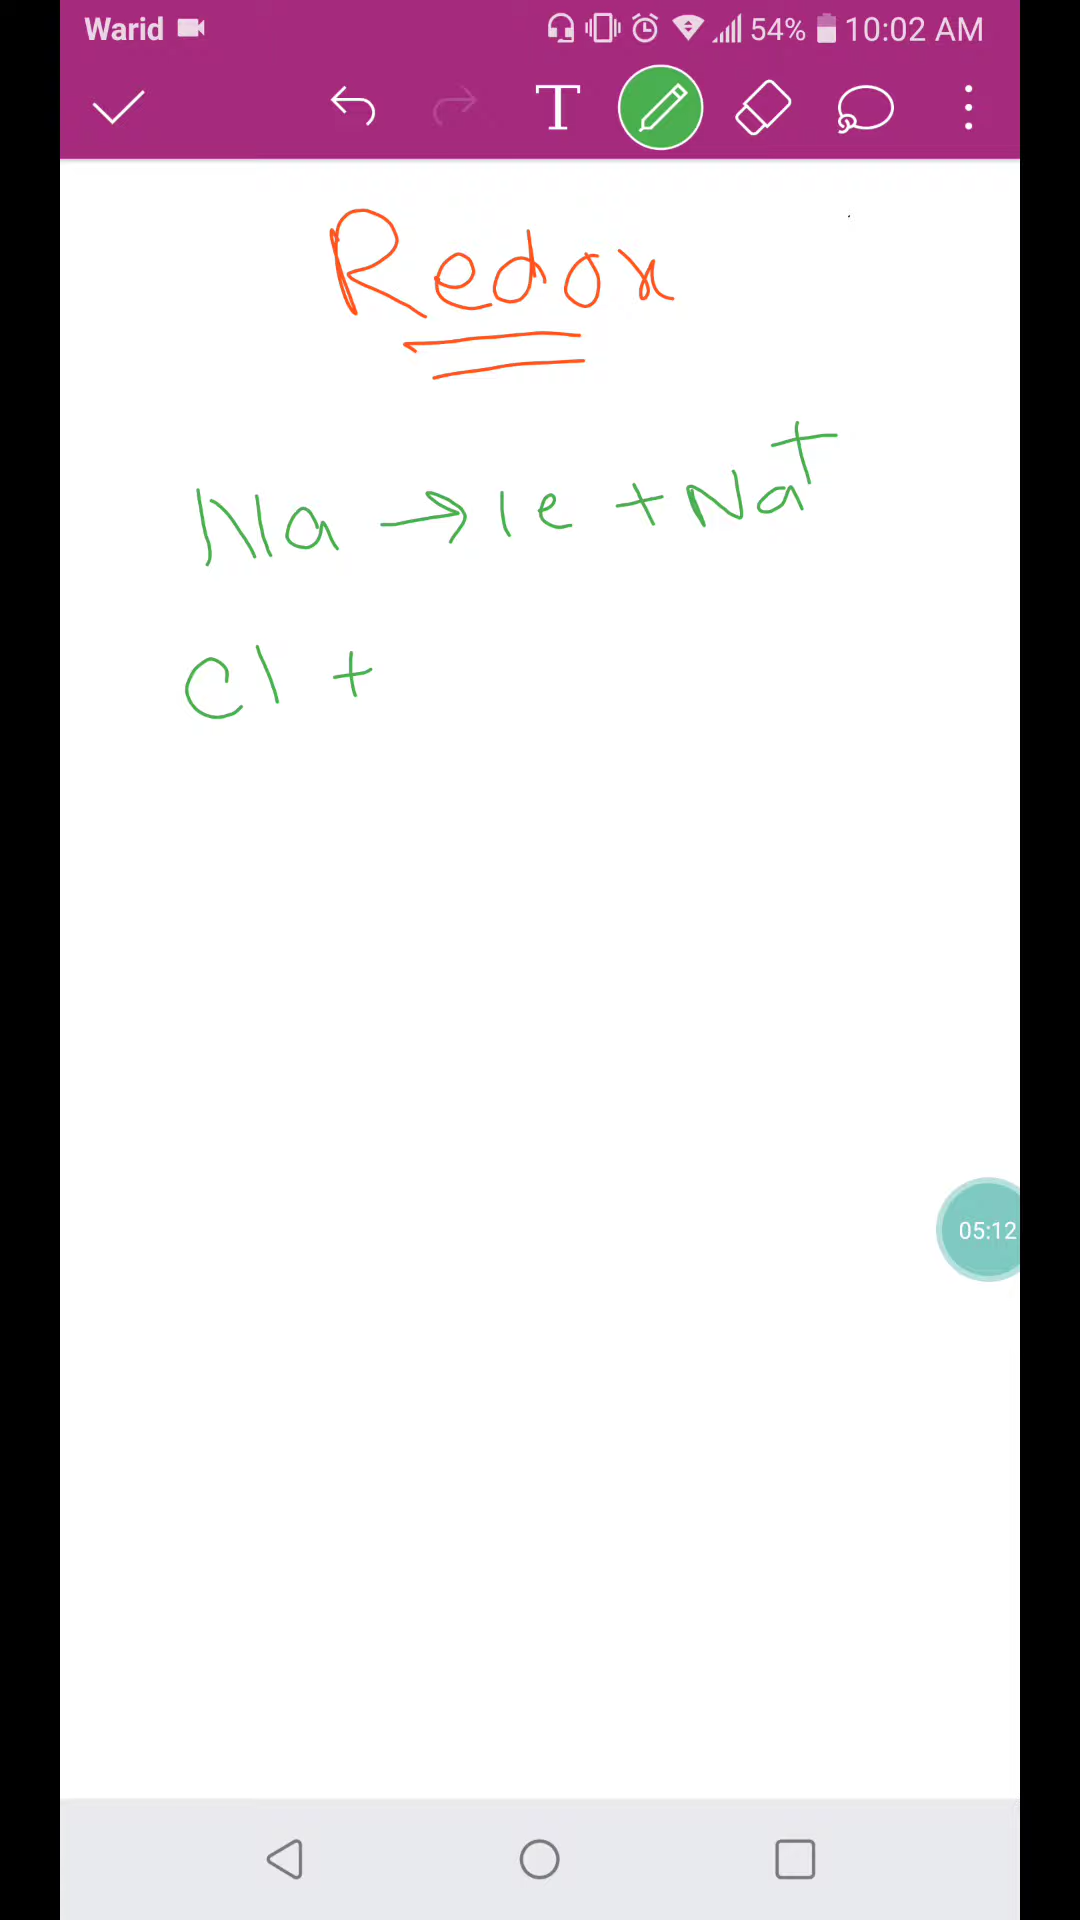 Warid 54% 10:02 AM
T
Redox
Na → 1e + Na⁺
Cl +
05:12